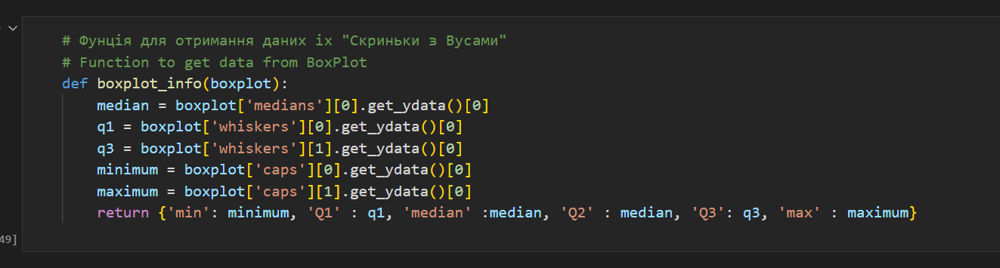 # Фунція для отримання даних іх "Скриньки з Вусами"
# Function to get data from BoxPlot
def boxplot_info(boxplot):
    median = boxplot['medians'][0].get_ydata()[0]
    q1 = boxplot['whiskers'][0].get_ydata()[0]
    q3 = boxplot['whiskers'][1].get_ydata()[0]
    minimum = boxplot['caps'][0].get_ydata()[0]
    maximum = boxplot['caps'][1].get_ydata()[0]
    return {'min': minimum, 'Q1' : q1, 'median' :median, 'Q2' : median, 'Q3': q3, 'max' : maximum}
49]